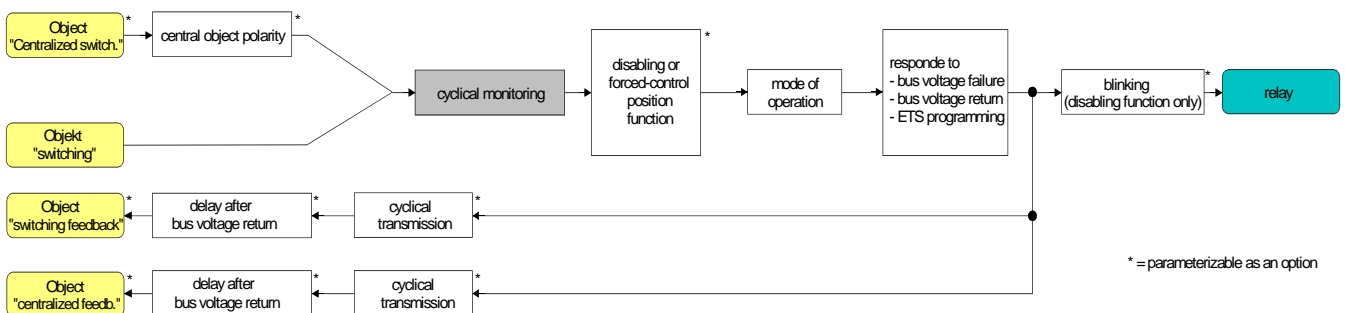 Object
"Centralized switch."
*
central object polarity
*
Objekt
"switching"
cyclical monitoring
disabling or
forced-control
position
function
*
mode of
operation
responde to
- bus voltage failure
- bus voltage return
- ETS programming
blinking
(disabling function only)
*
relay
Object
"switching feedback"
*
delay after
bus voltage return
*
cyclical
transmission
*
Object
"centralized feedb."
*
delay after
bus voltage return
*
cyclical
transmission
*
* = parameterizable as an option